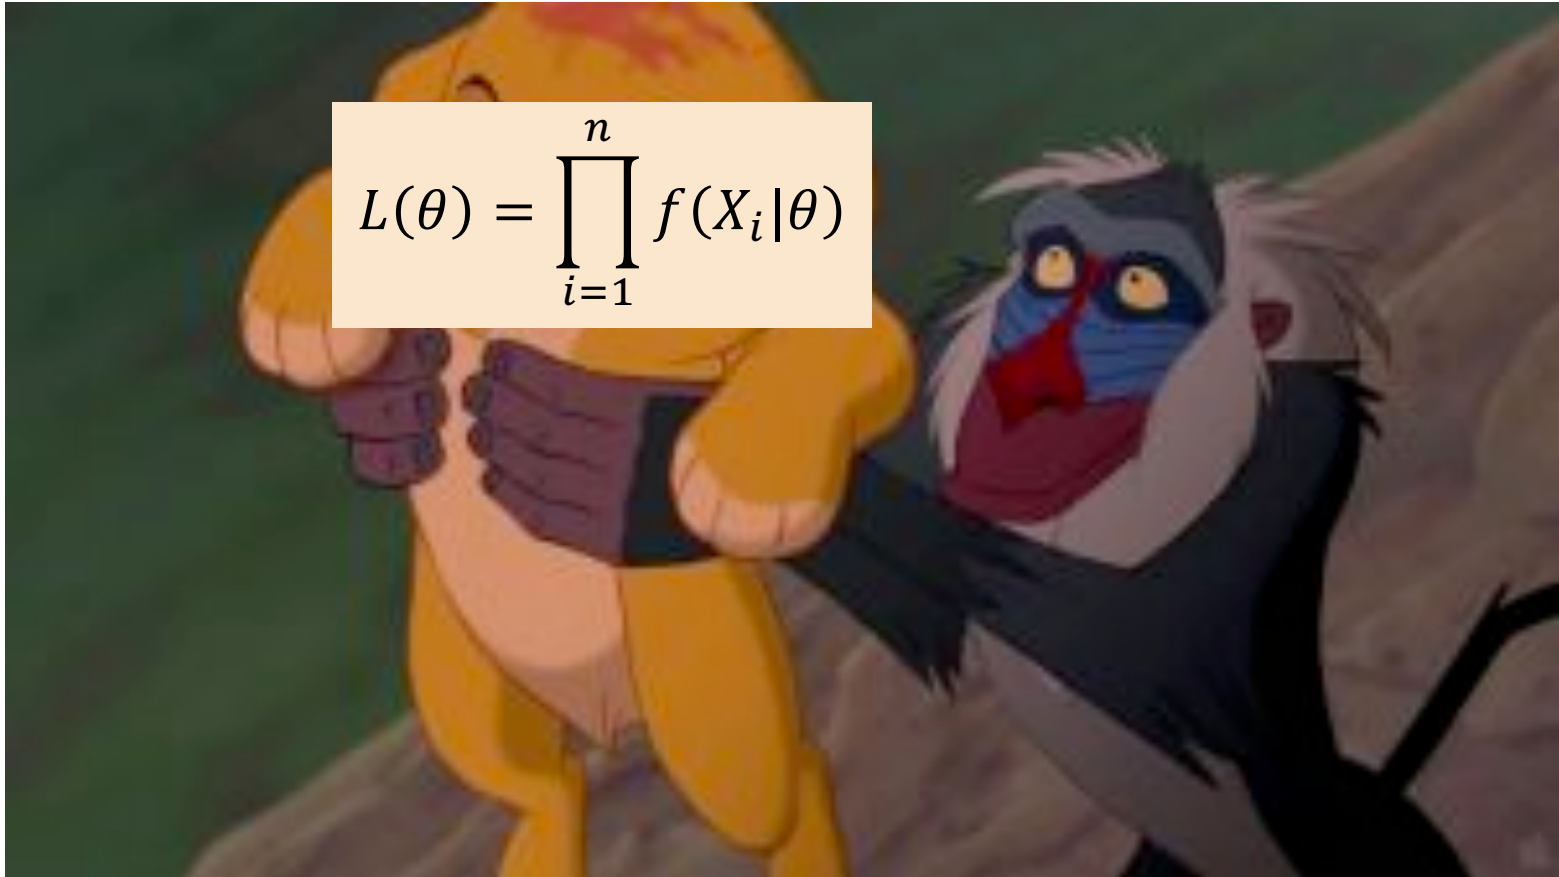 L(θ) = ∏_{i=1}^{n} f(X_i|θ)